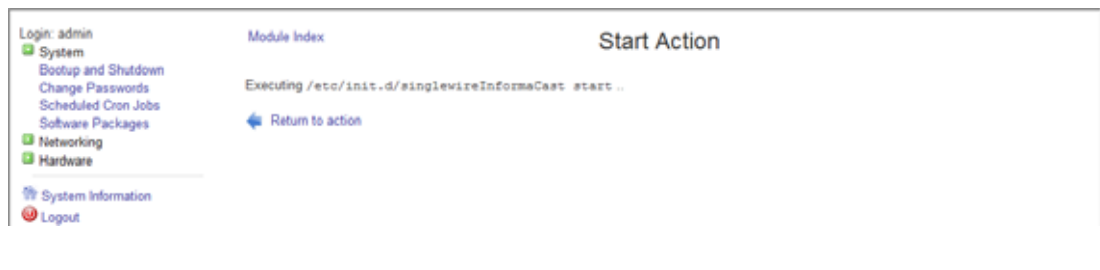 Login: admin
System
Bootup and Shutdown
Change Passwords
Scheduled Cron Jobs
Software Packages
Networking
Hardware
System Information
Logout
Module Index
Start Action
Executing /etc/init.d/singlewireInformaCast start ..
Return to action